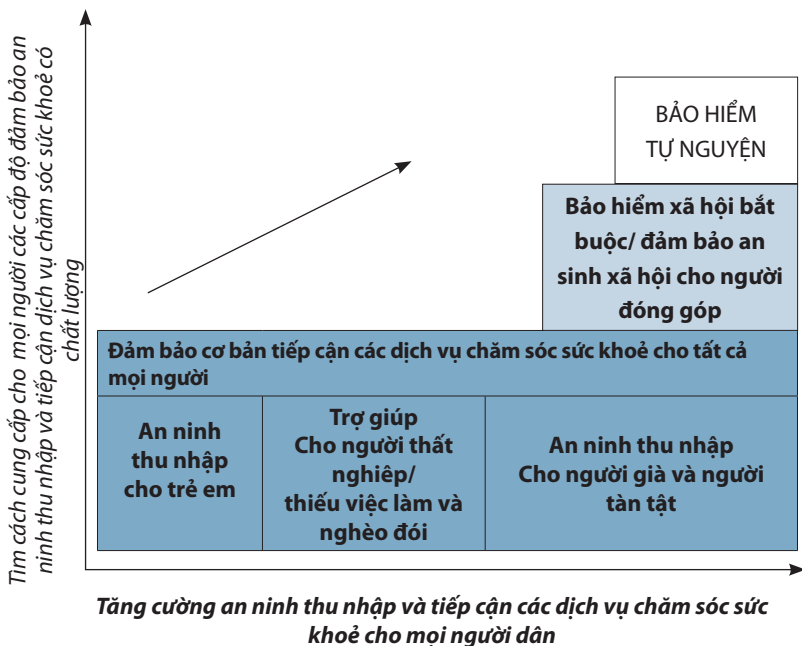 Tìm cách cung cấp cho mọi người các cấp độ đảm bảo an
ninh thu nhập và tiếp cận dịch vụ chăm sóc sức khoẻ có
chất lượng
BẢO HIỂM
TỰ NGUYỆN
Bảo hiểm xã hội bắt
buộc/ đảm bảo an
sinh xã hội cho người
đóng góp
Đảm bảo cơ bản tiếp cận các dịch vụ chăm sóc sức khoẻ cho tất cả
mọi người
An ninh
thu nhập
cho trẻ em
Trợ giúp
Cho người thất
nghiêp/
thiếu việc làm và
nghèo đói
An ninh thu nhập
Cho người già và người
tàn tật
Tăng cường an ninh thu nhập và tiếp cận các dịch vụ chăm sóc sức
khoẻ cho mọi người dân